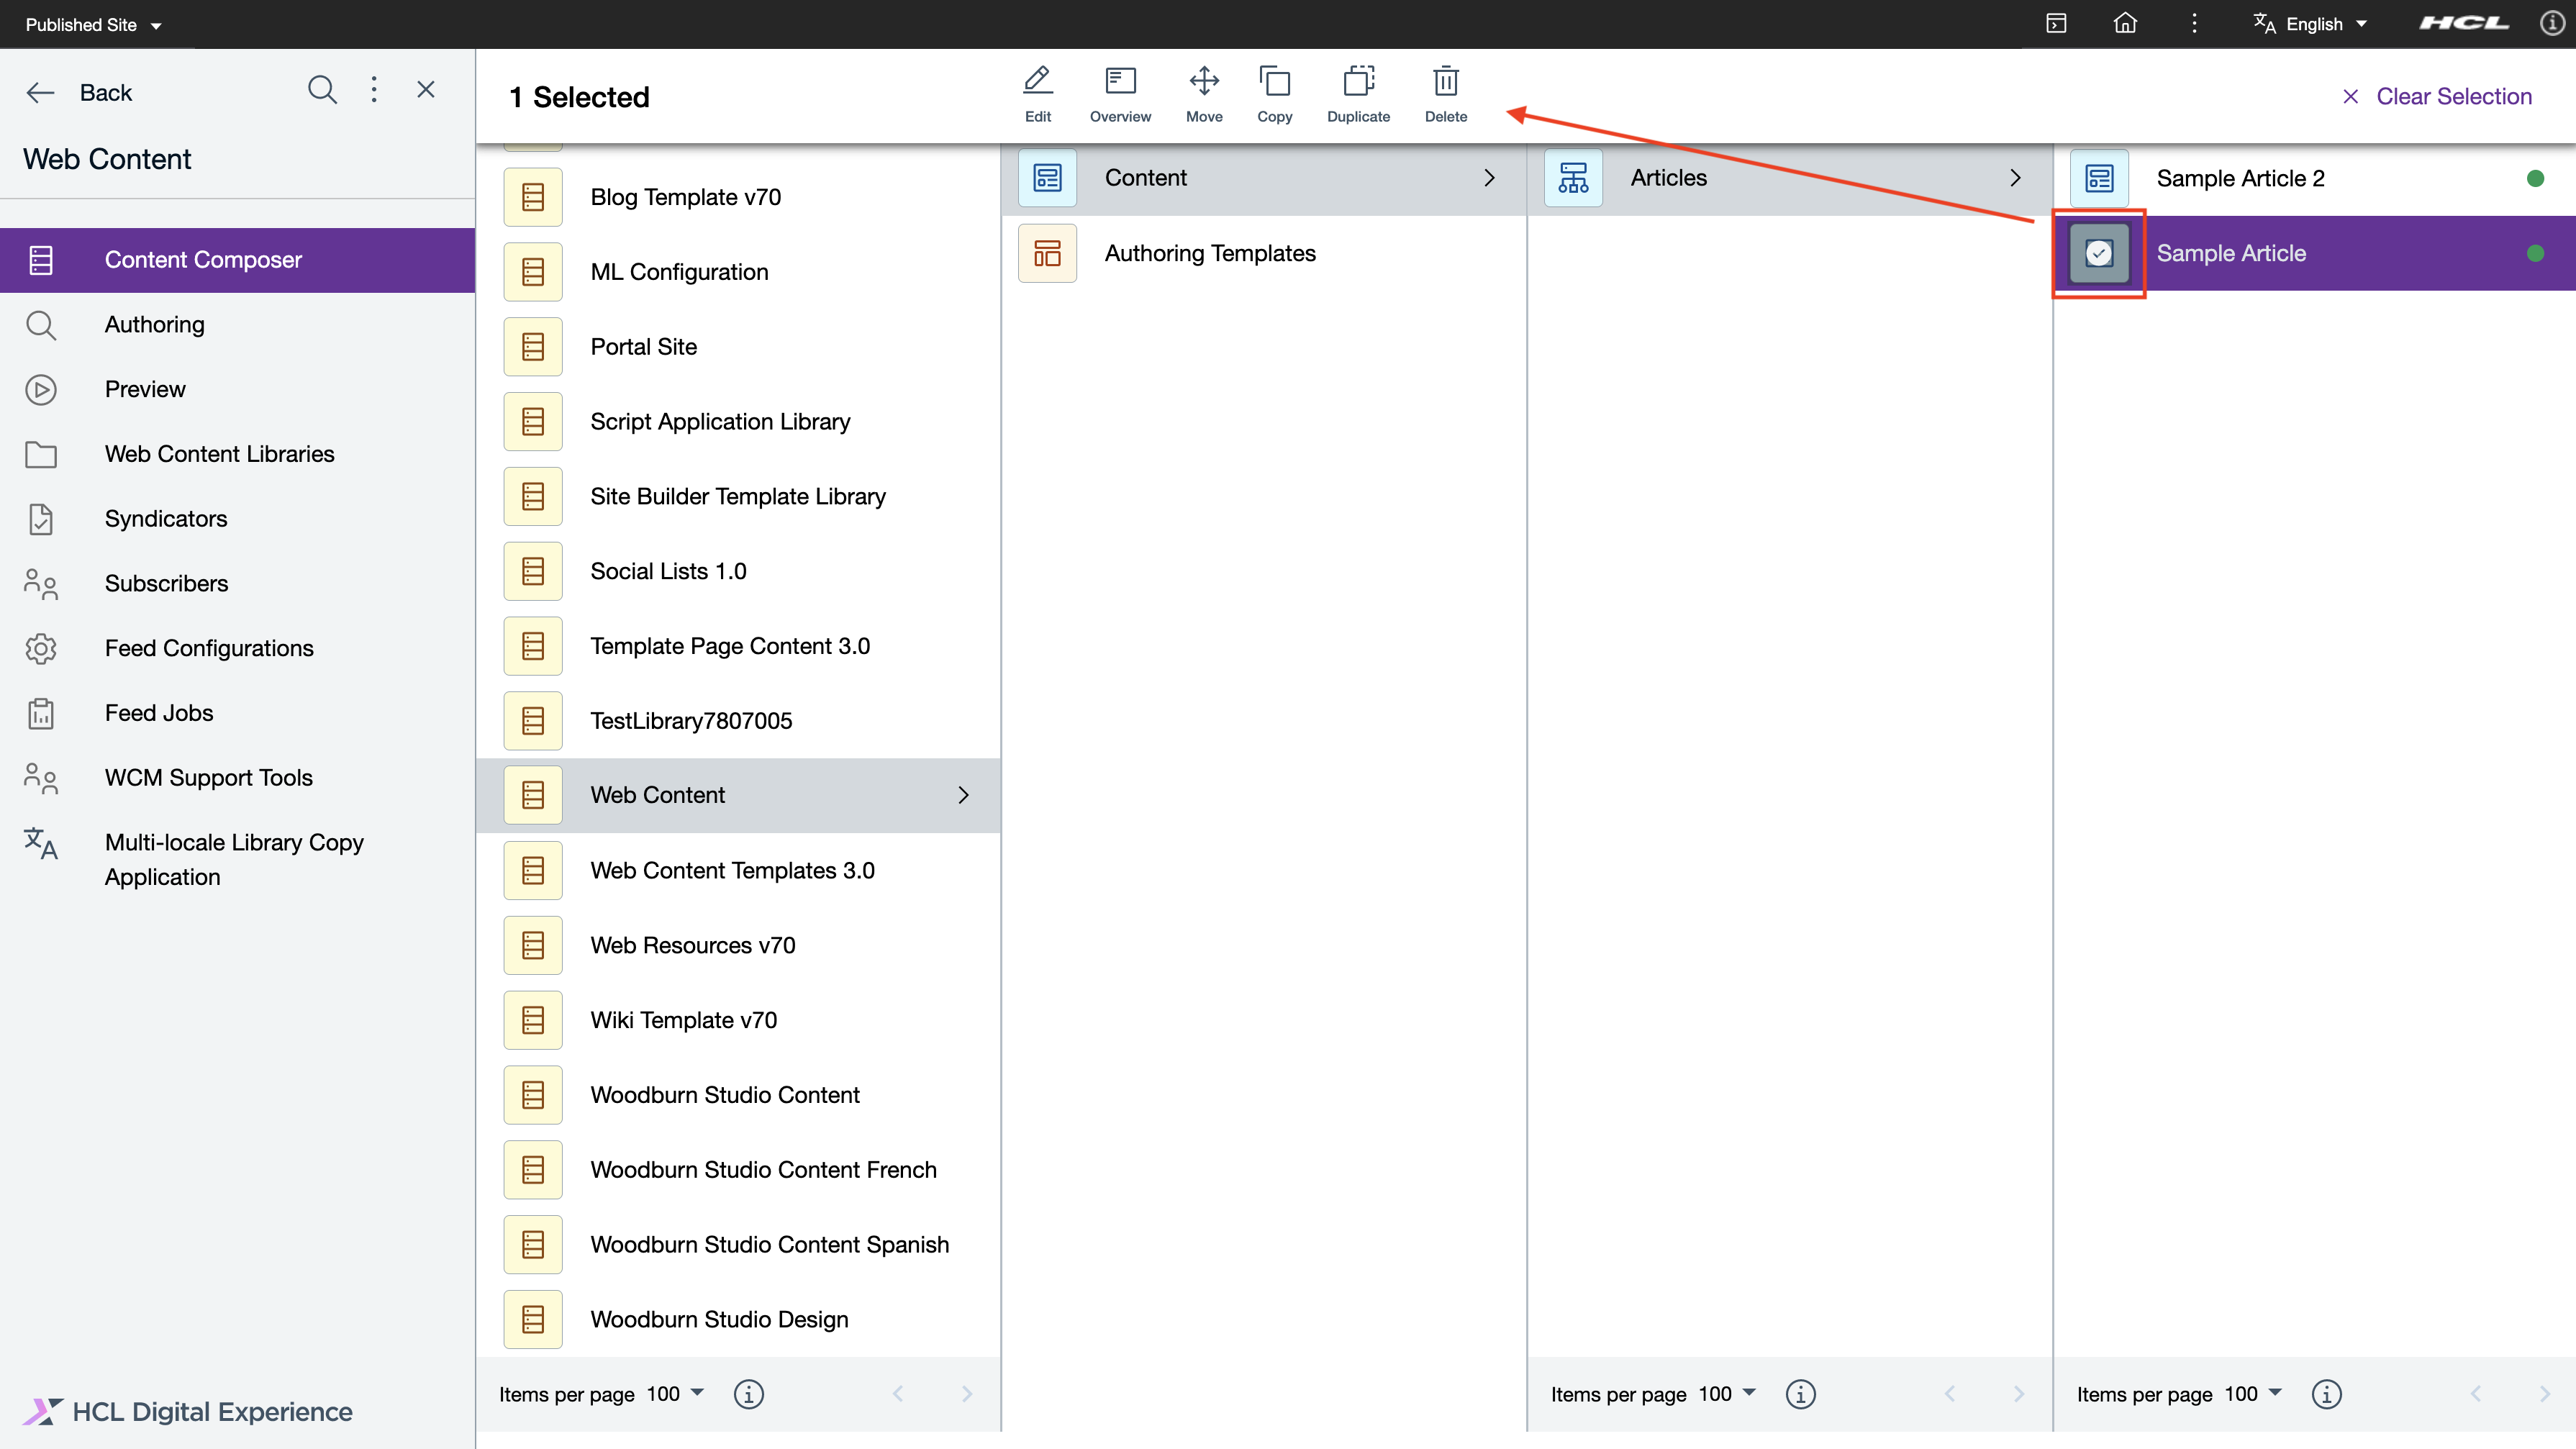 Published Site
English
HCL
Back
Web Content
Content Composer
Authoring
Preview
Web Content Libraries
Syndicators
Subscribers
Feed Configurations
Feed Jobs
WCM Support Tools
Multi-locale Library Copy
Application
HCL Digital Experience
1 Selected
Edit
Overview
Move
Copy
Duplicate
Delete
Clear Selection
Blog Template v70
ML Configuration
Portal Site
Script Application Library
Site Builder Template Library
Social Lists 1.0
Template Page Content 3.0
TestLibrary7807005
Web Content
Web Content Templates 3.0
Web Resources v70
Wiki Template v70
Woodburn Studio Content
Woodburn Studio Content French
Woodburn Studio Content Spanish
Woodburn Studio Design
Items per page 100
Content
Authoring Templates
Articles
Items per page 100
Sample Article 2
Sample Article
Items per page 100